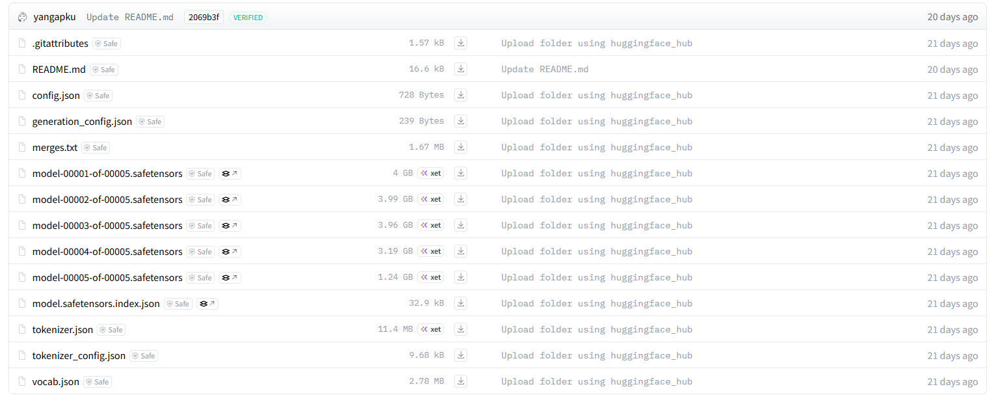 yangapku Update README.md 2069b3f VERIFIED 20 days ago
.gitattributes Safe 1.57 kB Upload folder using huggingface_hub 21 days ago
README.md Safe 16.6 kB Update README.md 20 days ago
config.json Safe 728 Bytes Upload folder using huggingface_hub 21 days ago
generation_config.json Safe 239 Bytes Upload folder using huggingface_hub 21 days ago
merges.txt Safe 1.67 MB Upload folder using huggingface_hub 21 days ago
model-00001-of-00005.safetensors Safe 4 GB xet Upload folder using huggingface_hub 21 days ago
model-00002-of-00005.safetensors Safe 3.99 GB xet Upload folder using huggingface_hub 21 days ago
model-00003-of-00005.safetensors Safe 3.96 GB xet Upload folder using huggingface_hub 21 days ago
model-00004-of-00005.safetensors Safe 3.19 GB xet Upload folder using huggingface_hub 21 days ago
model-00005-of-00005.safetensors Safe 1.24 GB xet Upload folder using huggingface_hub 21 days ago
model.safetensors.index.json Safe 32.9 kB Upload folder using huggingface_hub 21 days ago
tokenizer.json Safe 11.4 MB xet Upload folder using huggingface_hub 21 days ago
tokenizer_config.json Safe 9.68 kB Upload folder using huggingface_hub 21 days ago
vocab.json Safe 2.78 MB Upload folder using huggingface_hub 21 days ago